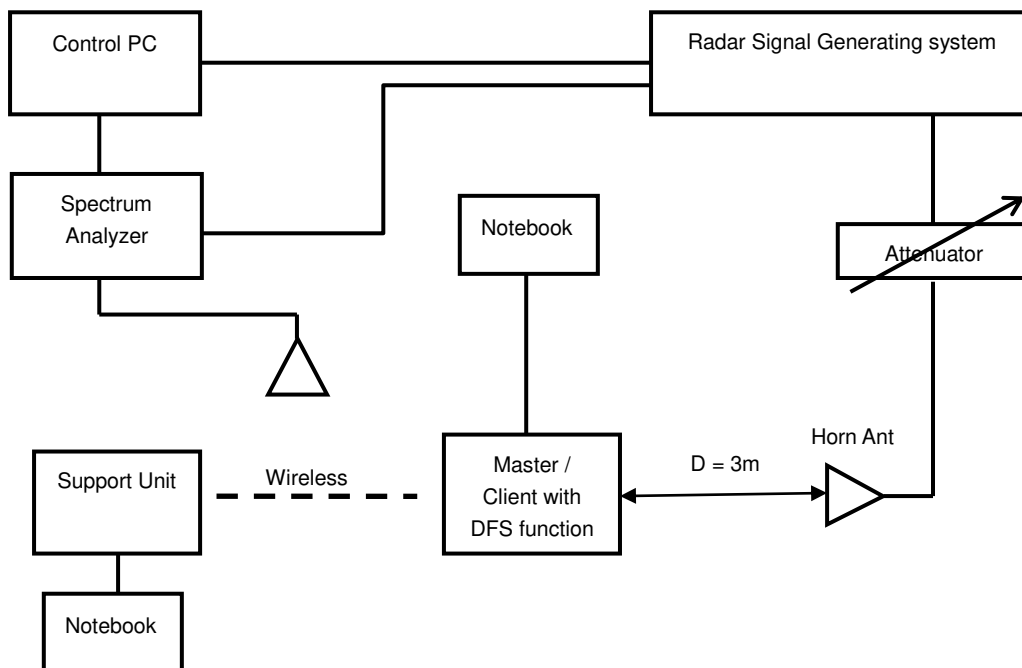 Control PC
Radar Signal Generating system
Spectrum
Analyzer
Notebook
Attenuator
Horn Ant
D = 3m
Support Unit
Wireless
Master /
Client with
DFS function
Notebook